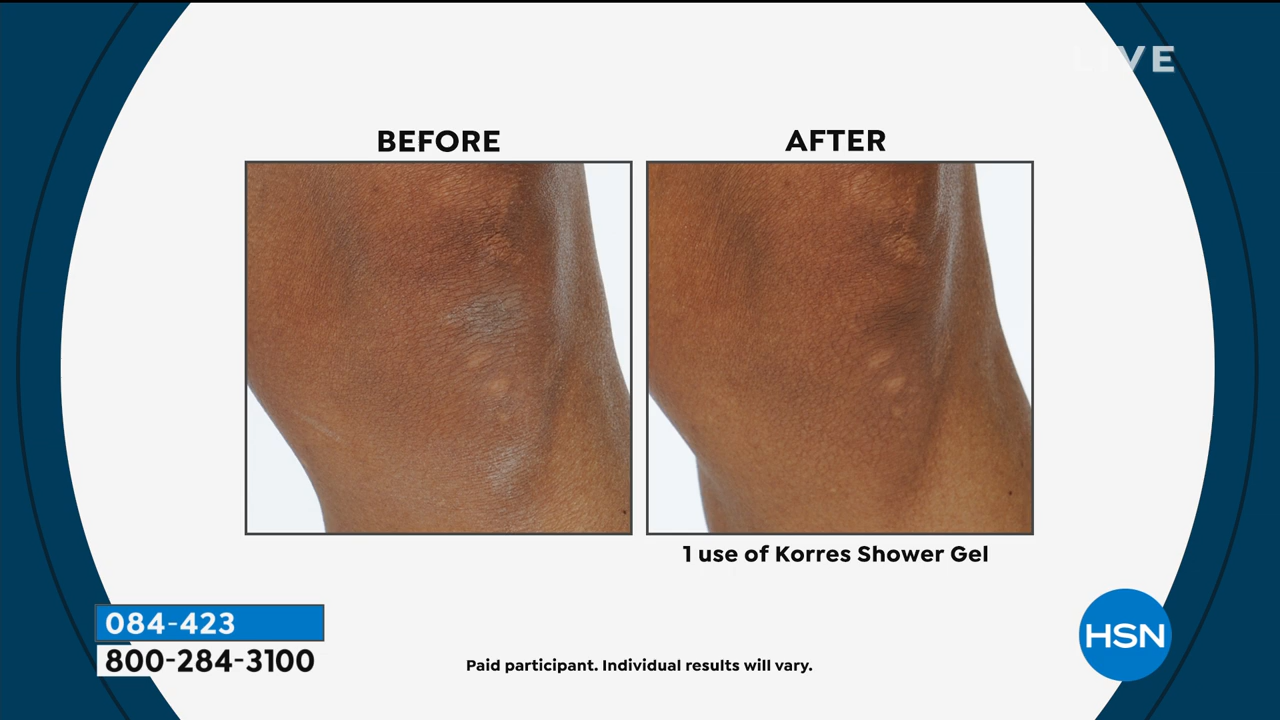 LIVE
BEFORE
AFTER
1 use of Korres Shower Gel
084-423
800-284-3100
Paid participant. Individual results will vary.
HSN